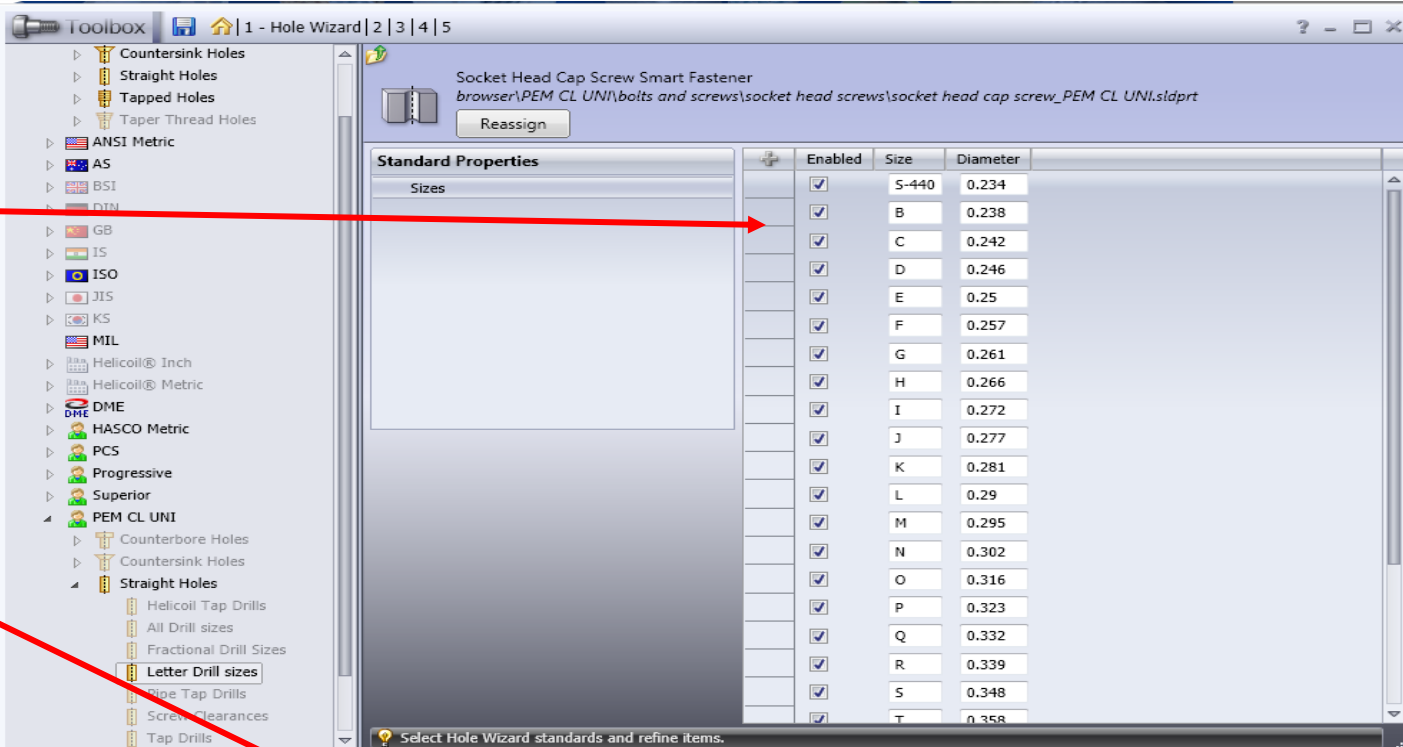 Toolbox 1 - Hole Wizard | 2 | 3 | 4 | 5 ?
Countersink Holes
Straight Holes
Tapped Holes
Taper Thread Holes
ANSI Metric
AS
BSI
DIN
GB
IS
ISO
JIS
KS
MIL
Helicoil® Inch
Helicoil® Metric
DME DME
HASCO Metric
PCS
Progressive
Superior
PEM CL UNI
Counterbore Holes
Countersink Holes
Straight Holes
Helicoil Tap Drills
All Drill sizes
Fractional Drill Sizes
Letter Drill sizes
Pipe Tap Drills
Screw Clearances
Tap Drills
Socket Head Cap Screw Smart Fastener
browser\PEM CL UNI\bolts and screws\socket head screws\socket head cap screw_PEM CL UNI.sldprt
Reassign
Standard Properties
Sizes
Enabled Size Diameter
S-440 0.234
B 0.238
C 0.242
D 0.246
E 0.25
F 0.257
G 0.261
H 0.266
I 0.272
J 0.277
K 0.281
L 0.29
M 0.295
N 0.302
O 0.316
P 0.323
Q 0.332
R 0.339
S 0.348
T 0.358
Select Hole Wizard standards and refine items.